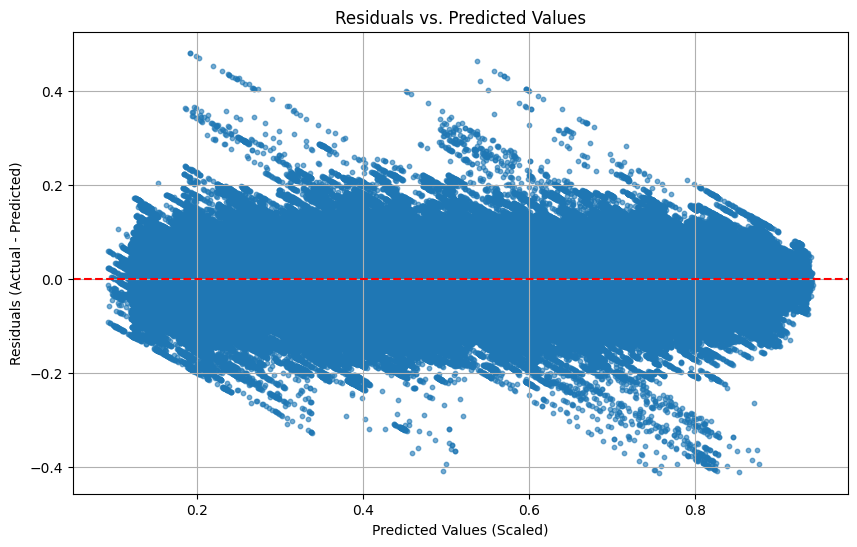 Residuals vs. Predicted Values
Residuals (Actual - Predicted)
0.4
0.2
0.0
−0.2
−0.4
0.2 0.4 0.6 0.8
Predicted Values (Scaled)